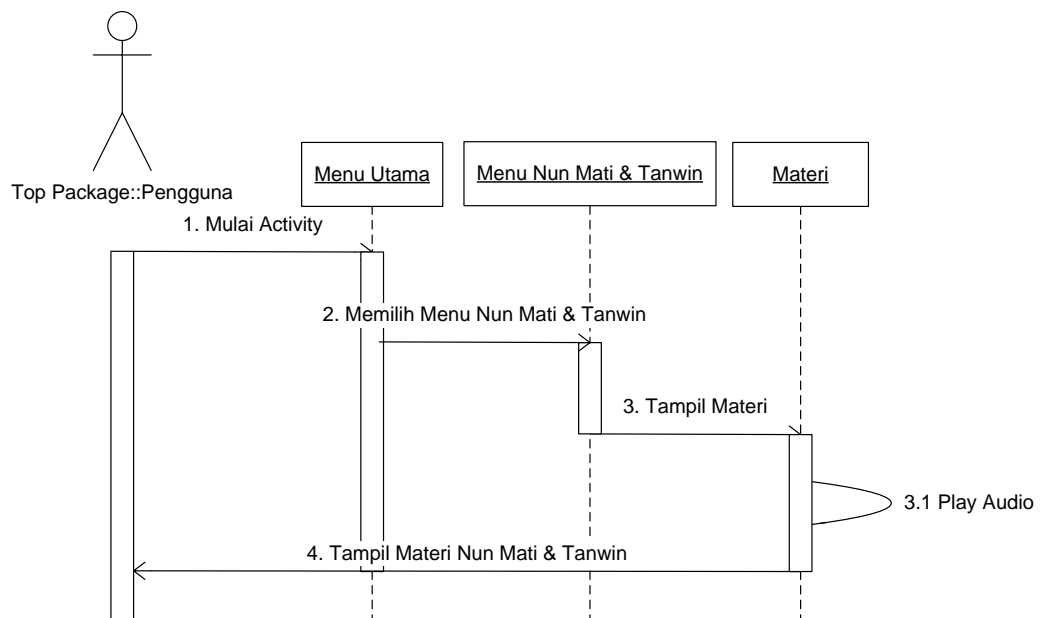 Top Package::Pengguna
Menu Utama
Menu Nun Mati & Tanwin
Materi
1. Mulai Activity
2. Memilih Menu Nun Mati & Tanwin
3. Tampil Materi
3.1 Play Audio
4. Tampil Materi Nun Mati & Tanwin